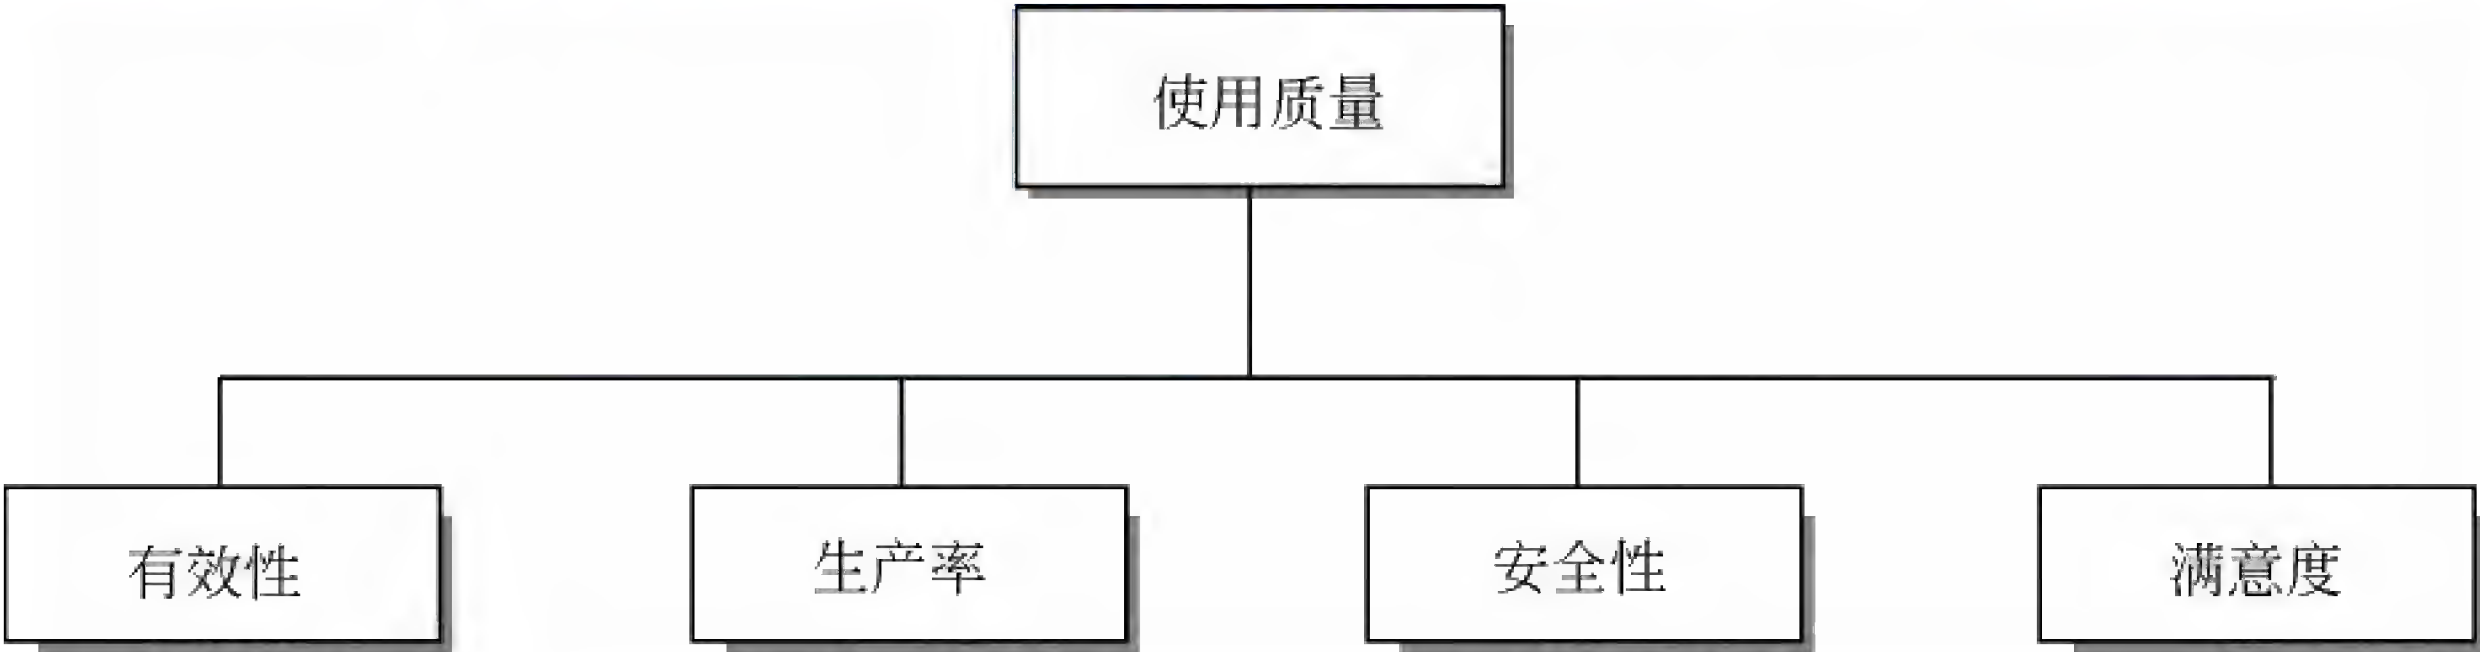 使用质量
有效性
生产率
安全性
满意度